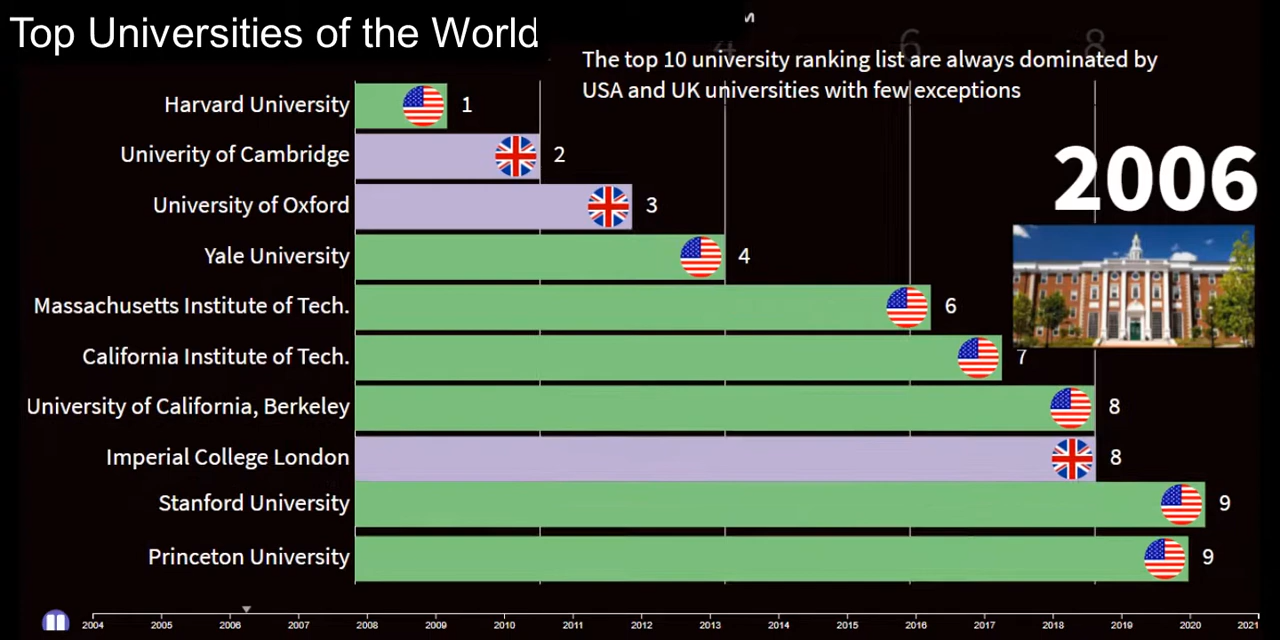 Top Universities of the World
4 6 8
The top 10 university ranking list are always dominated by
USA and UK universities with few exceptions
Harvard University 1
Univerity of Cambridge 2
2006
University of Oxford 3
Yale University 4
Massachusetts Institute of Tech. 6
California Institute of Tech. 7
University of California, Berkeley 8
Imperial College London 8
Stanford University 9
Princeton University 9
2004 2005 2006 2007 2008 2009 2010 2011 2012 2013 2014 2015 2016 2017 2018 2019 2020 2021